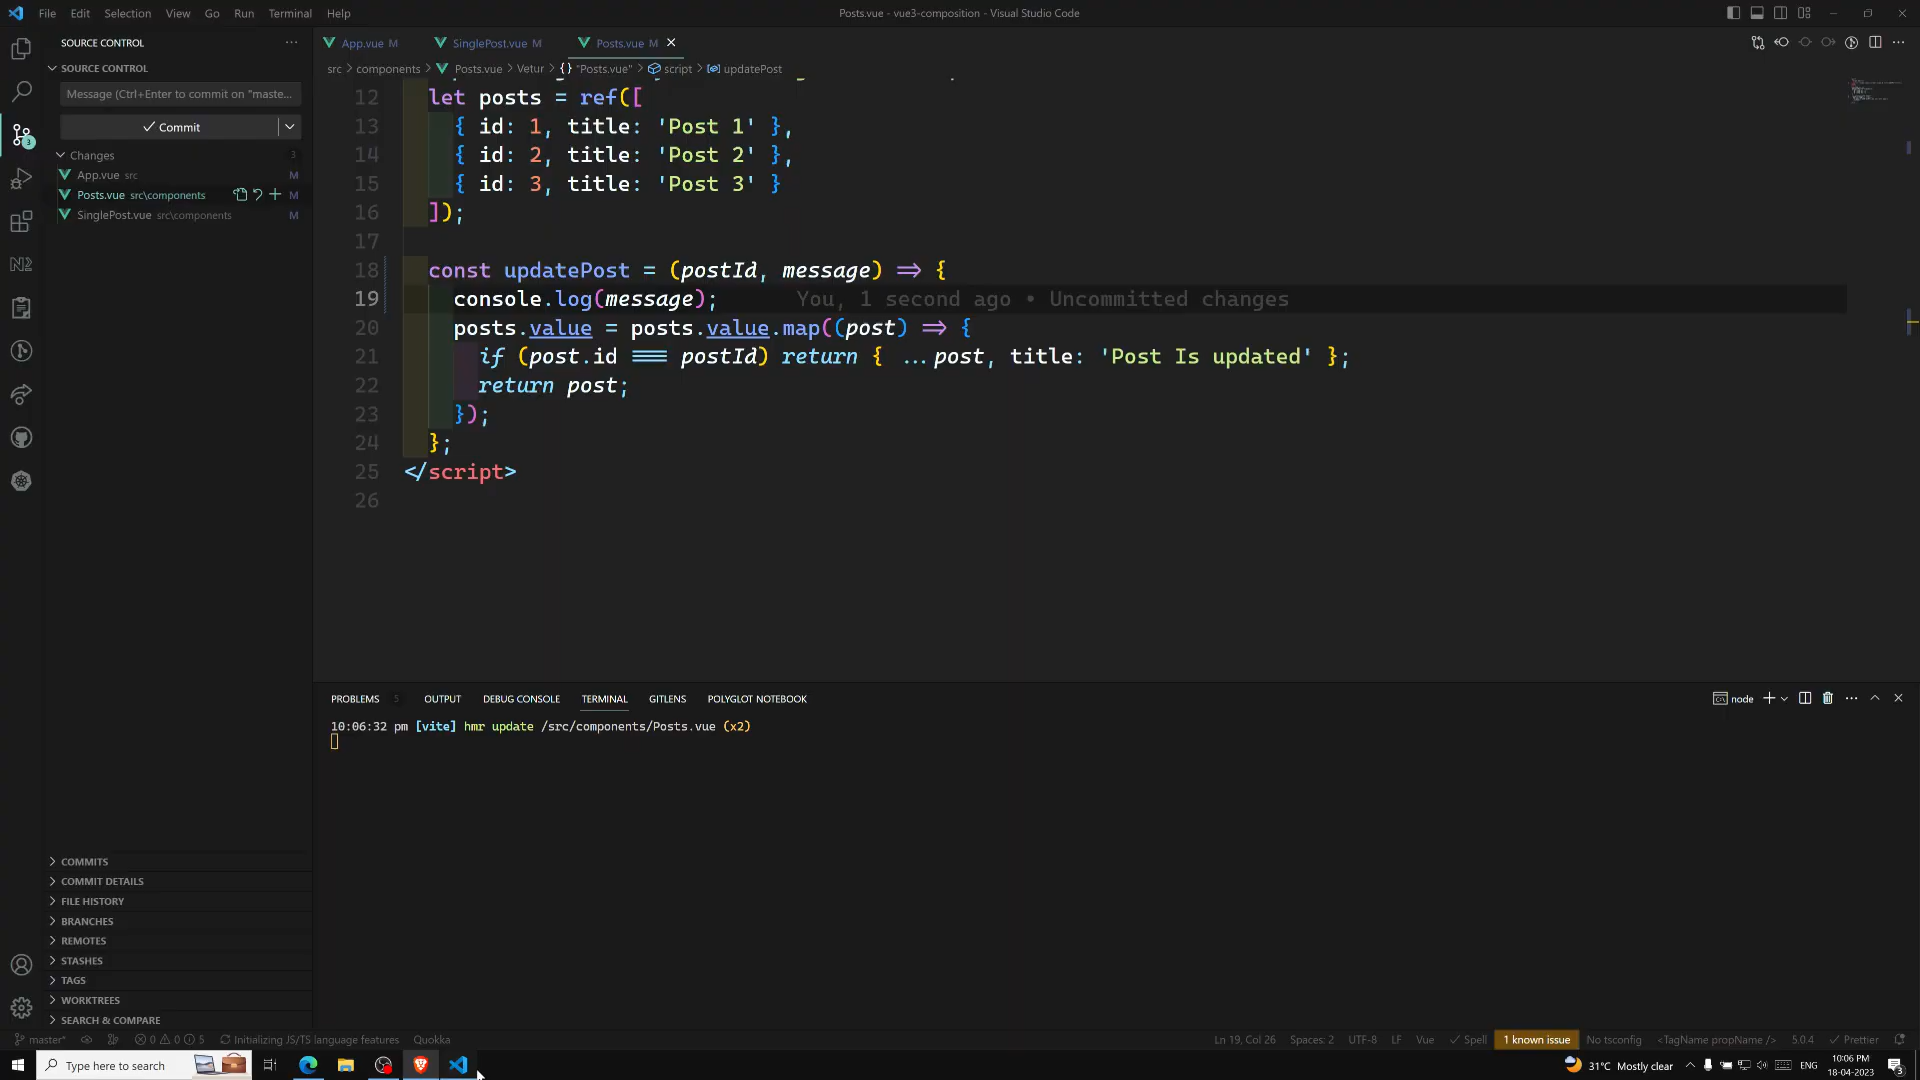 File Edit Selection View Go Run Terminal Help
Posts.vue - vue3-composition - Visual Studio Code
SOURCE CONTROL
App.vue M SinglePost.vue M Posts.vue M
SOURCE CONTROL
src > components > Posts.vue > Vetur > {} "Posts.vue" > script > updatePost
Message (Ctrl+Enter to commit on "maste...
Commit
Changes 3
App.vue src M
Posts.vue src\components M
SinglePost.vue src\components M
3
N2
12 let posts = ref([
13 { id: 1, title: 'Post 1' },
14 { id: 2, title: 'Post 2' },
15 { id: 3, title: 'Post 3' }
16 ]);
17
18 const updatePost = (postId, message) => {
19 console.log(message); You, 1 second ago • Uncommitted changes
20 posts.value = posts.value.map((post) => {
21 if (post.id === postId) return { ...post, title: 'Post Is updated' };
22 return post;
23 });
24 };
25 </script>
26
PROBLEMS 5 OUTPUT DEBUG CONSOLE TERMINAL GITLENS POLYGLOT NOTEBOOK
node
10:06:32 pm [vite] hmr update /src/components/Posts.vue (x2)
COMMITS
COMMIT DETAILS
FILE HISTORY
BRANCHES
REMOTES
STASHES
TAGS
WORKTREES
SEARCH & COMPARE
master* 0 0 5 Initializing JS/TS language features Quokka
Ln 19, Col 26 Spaces: 2 UTF-8 LF Vue Spell 1 known issue No tsconfig <TagName propName /> 5.0.4 Prettier
Type here to search
31°C Mostly clear ENG
10:06 PM
18-04-2023
3